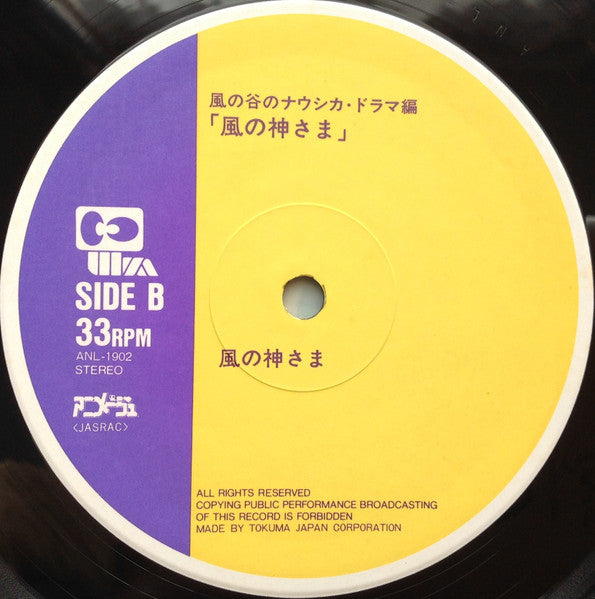 風の谷のナウシカ・ドラマ編
「風の神さま」
SIDE B
33RPM
ANL-1902
STEREO
アニメージュ
<JASRAC>
風の神さま
ALL RIGHTS RESERVED
COPYING PUBLIC PERFORMANCE BROADCASTING
OF THIS RECORD IS FORBIDDEN
MADE BY TOKUMA JAPAN CORPORATION